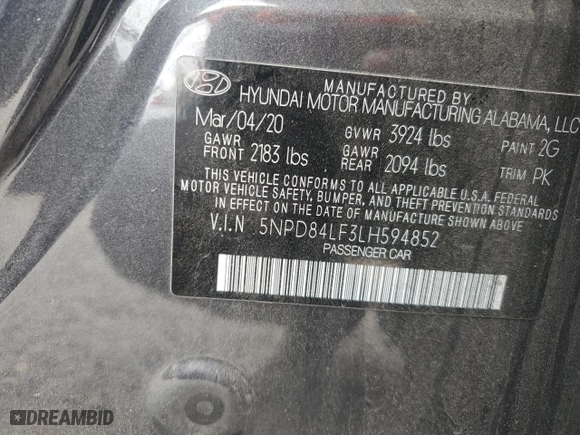 MANUFACTURED BY
HYUNDAI MOTOR MANUFACTURING ALABAMA, LLC
Mar/04/20 GVWR 3924 lbs PAINT 2G
GAWR FRONT 2183 lbs GAWR REAR 2094 lbs TRIM PK
THIS VEHICLE CONFORMS TO ALL APPLICABLE U.S.A. FEDERAL
MOTOR VEHICLE SAFETY, BUMPER, AND THEFT PREVENTION STANDARDS
IN EFFECT ON THE DATE OF MANUFACTURE SHOWN ABOVE
V.I.N 5NPD84LF3LH594852
PASSENGER CAR
DREAMBID